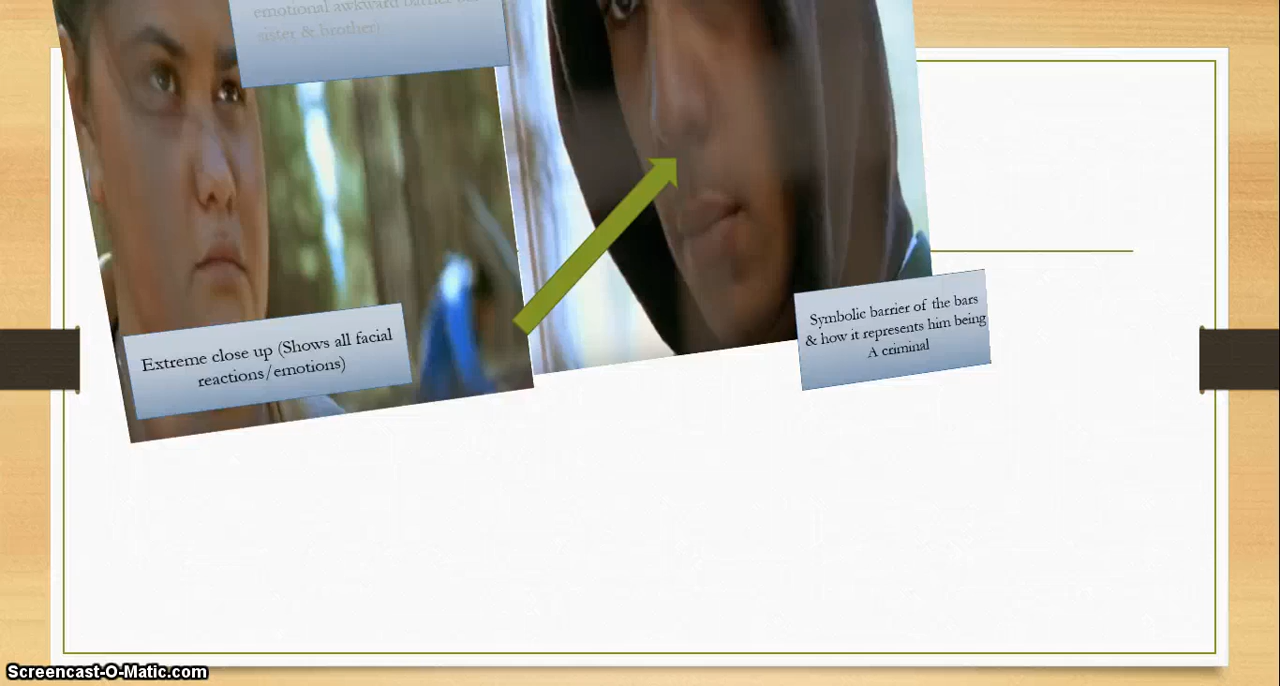 emotional awkward barrier
sister & brother)
Extreme close up (Shows all facial
reactions/emotions)
Symbolic barrier of the bars
& how it represents him being
A criminal
Screencast-O-Matic.com